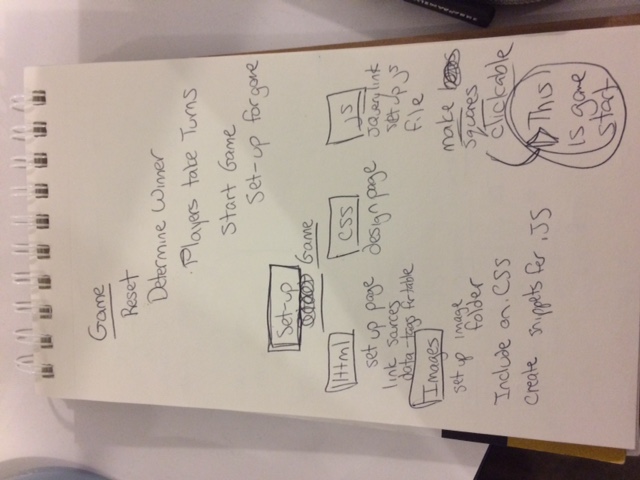 Game
Reset
Determine Winner
Players take Turns
Start Game
Set-up for game
Set-up
Game
Html
set up page
link sources
data-tags for table
Images
set up image
folder
Include on .CSS
create snippets for .JS
CSS
design page
JS
Jquery link
set up js
file
make
squares
clickable
This
is game
start